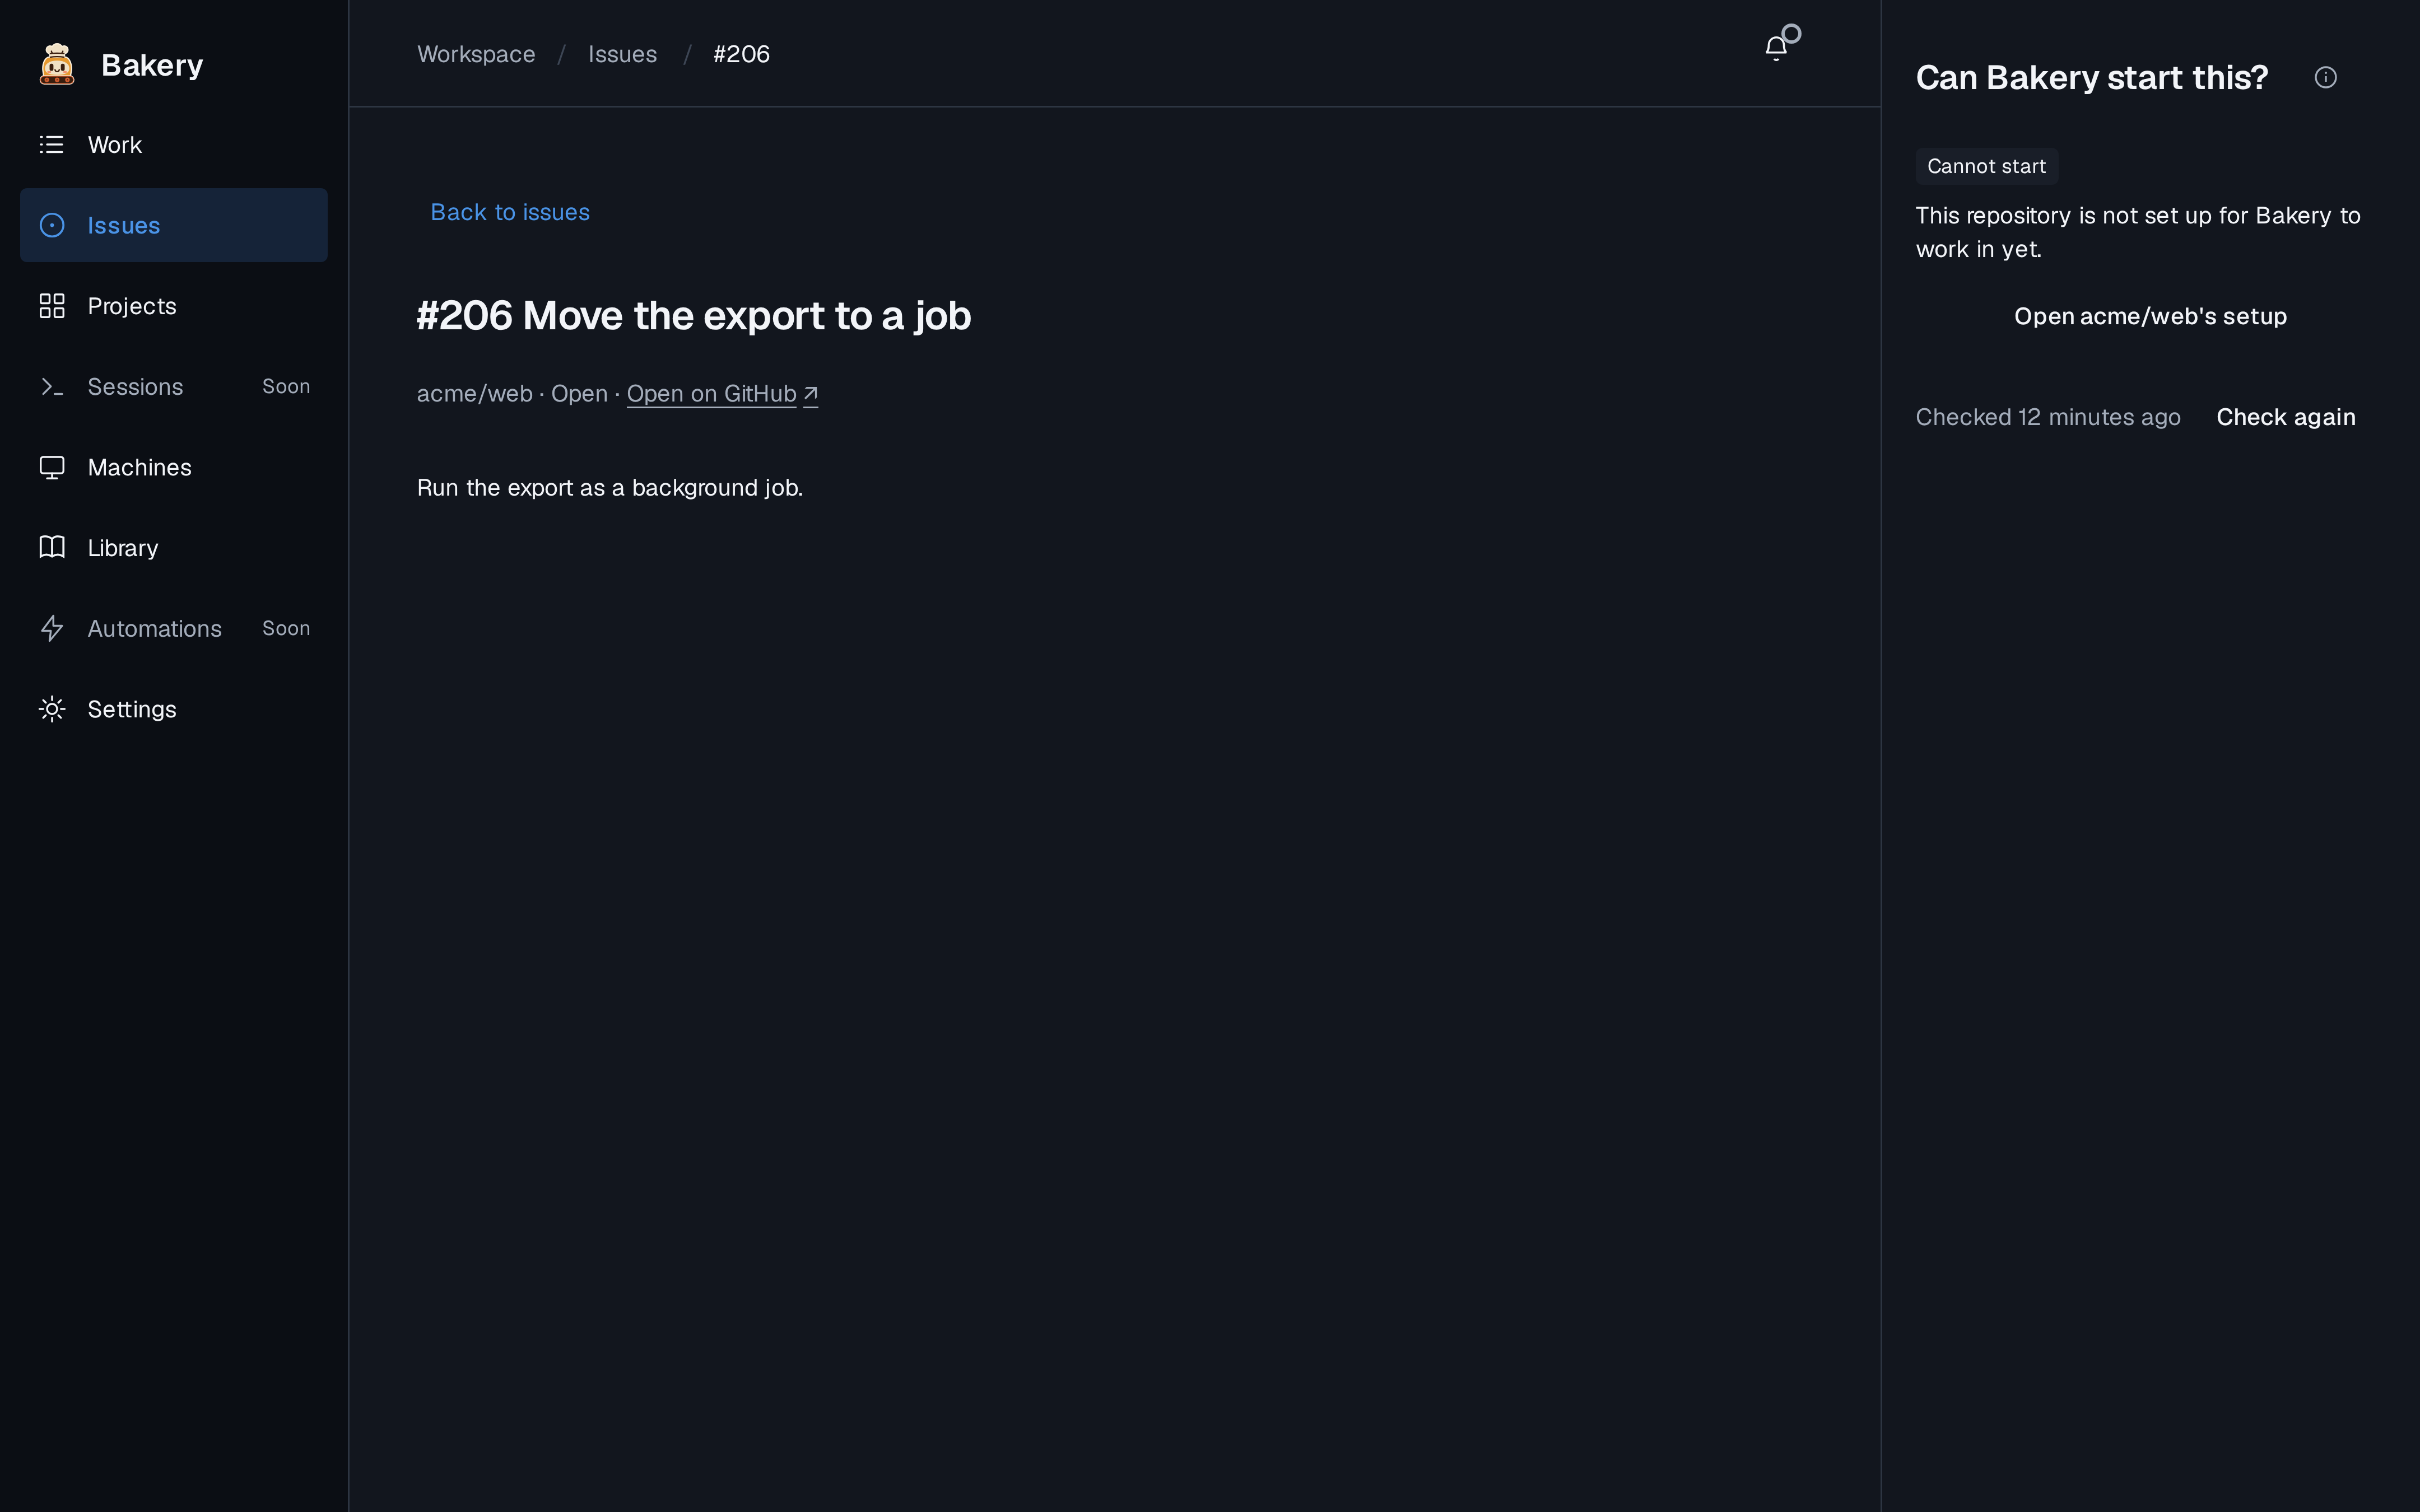 Bakery
Work
Issues
Projects
Sessions Soon
Machines
Library
Automations Soon
Settings
Workspace / Issues / #206
Back to issues
#206 Move the export to a job
acme/web · Open · Open on GitHub ↗
Run the export as a background job.
Can Bakery start this?
Cannot start
This repository is not set up for Bakery to
work in yet.
Open acme/web's setup
Checked 12 minutes ago Check again